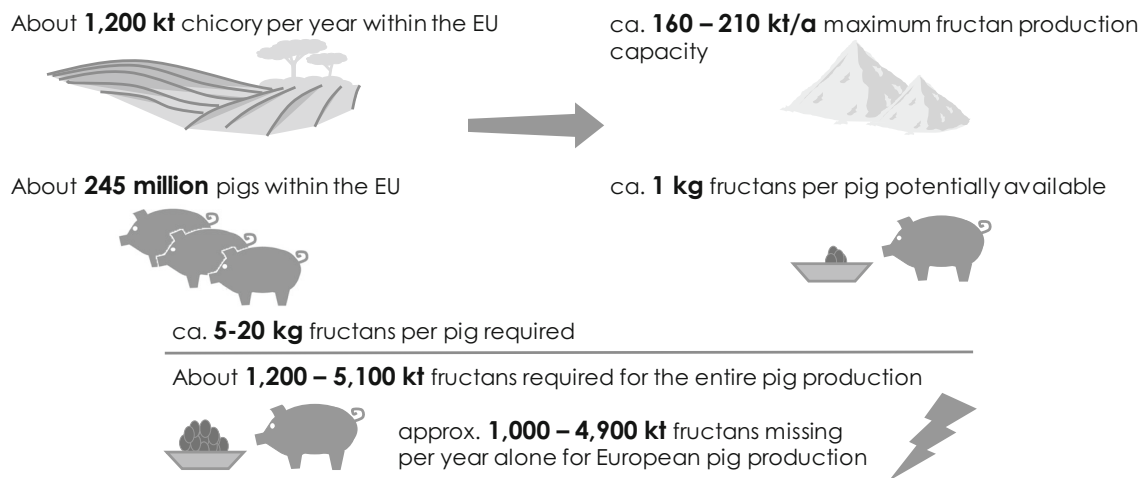 About 1,200 kt chicory per year within the EU
ca. 160 – 210 kt/a maximum fructan production
capacity
About 245 million pigs within the EU
ca. 1 kg fructans per pig potentially available
ca. 5-20 kg fructans per pig required
About 1,200 – 5,100 kt fructans required for the entire pig production
approx. 1,000 – 4,900 kt fructans missing
per year alone for European pig production